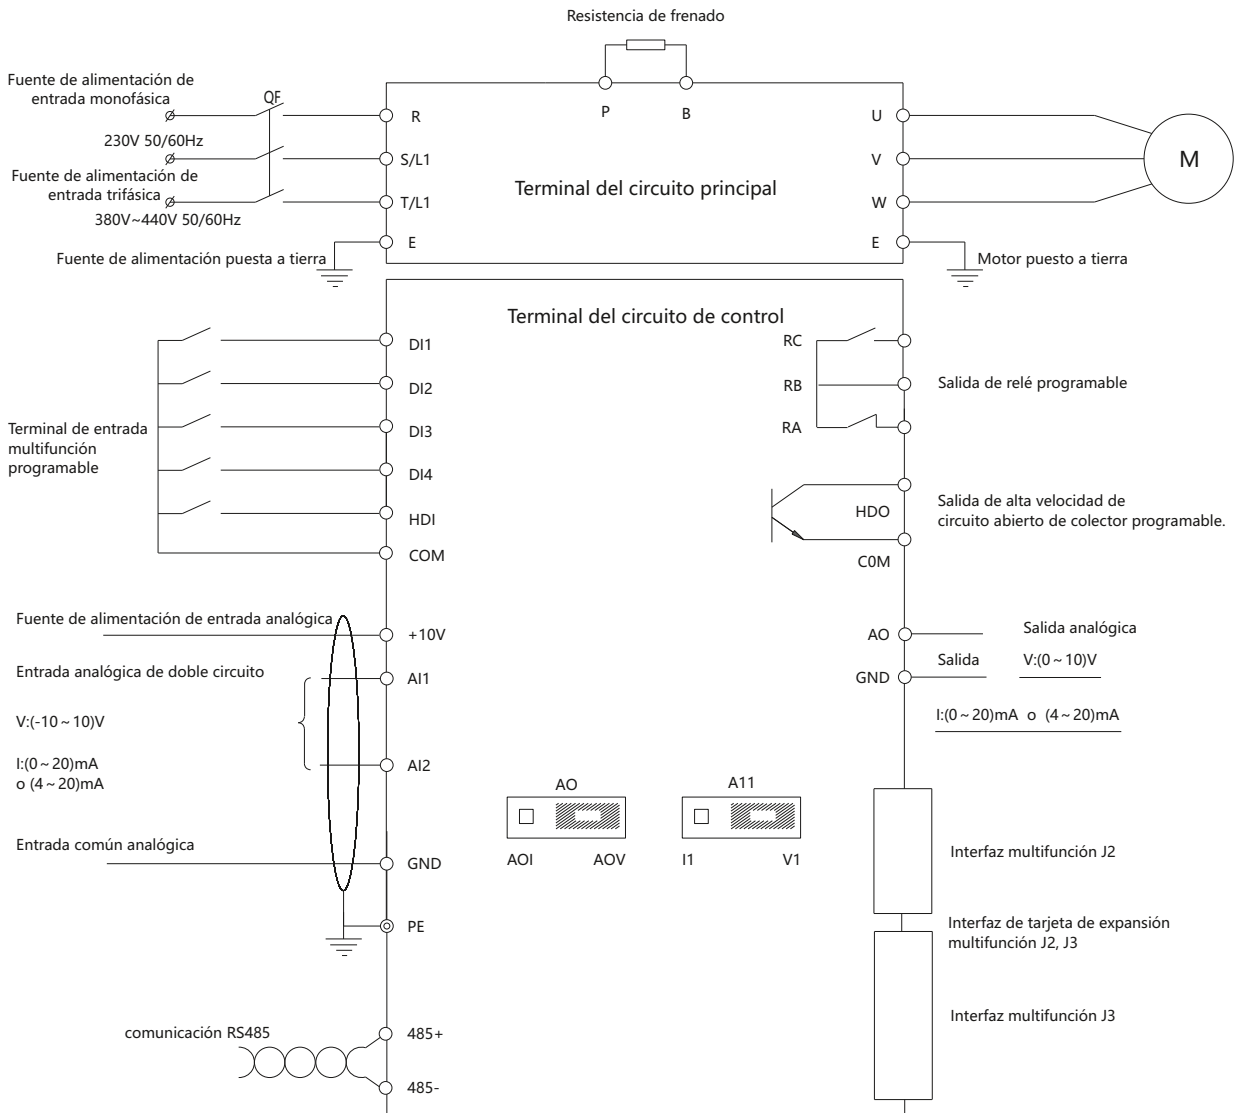 Resistencia de frenado
Fuente de alimentación de
entrada monofásica
QF
230V 50/60Hz
Fuente de alimentación de
entrada trifásica
380V~440V 50/60Hz
Fuente de alimentación puesta a tierra
R
S/L1
T/L1
E
P
B
Terminal del circuito principal
U
V
W
E
M
Motor puesto a tierra
Terminal del circuito de control
Terminal de entrada
multifunción
programable
DI1
DI2
DI3
DI4
HDI
COM
RC
RB
RA
Salida de relé programable
HDO
C0M
Salida de alta velocidad de
circuito abierto de colector programable.
Fuente de alimentación de entrada analógica
+10V
Entrada analógica de doble circuito
AI1
V:(-10~10)V
I:(0~20)mA
o (4~20)mA
AI2
Entrada común analógica
GND
PE
AO
Salida analógica
GND
Salida
V:(0~10)V
I:(0~20)mA o (4~20)mA
AO
AOI
AOV
A11
I1
V1
Interfaz multifunción J2
Interfaz de tarjeta de expansión
multifunción J2, J3
Interfaz multifunción J3
comunicación RS485
485+
485-